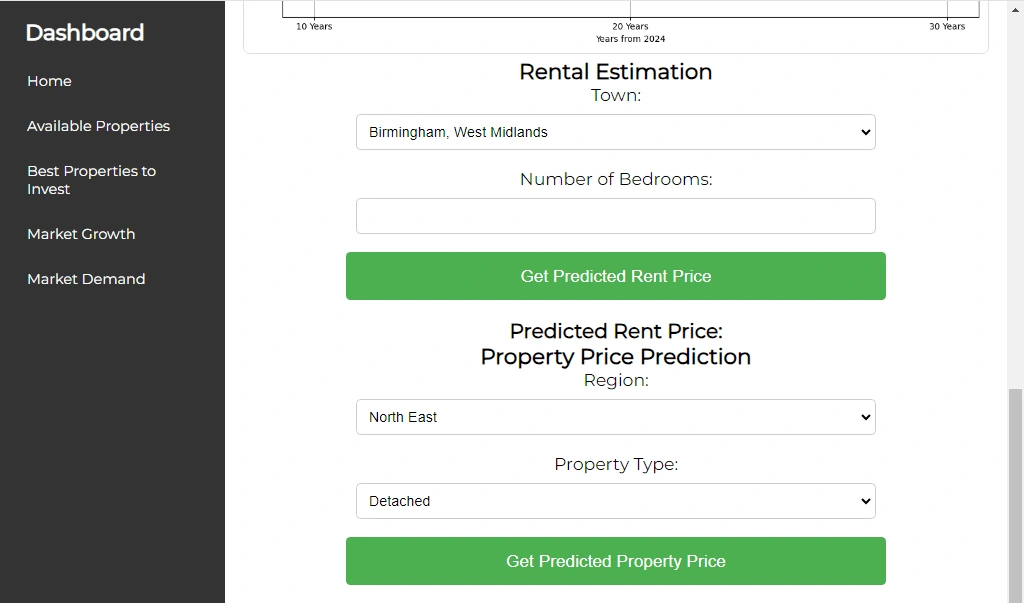 Dashboard
Home
Available Properties
Best Properties to
Invest
Market Growth
Market Demand
10 Years
20 Years
30 Years
Years from 2024
Rental Estimation
Town:
Birmingham, West Midlands
Number of Bedrooms:
Get Predicted Rent Price
Predicted Rent Price:
Property Price Prediction
Region:
North East
Property Type:
Detached
Get Predicted Property Price